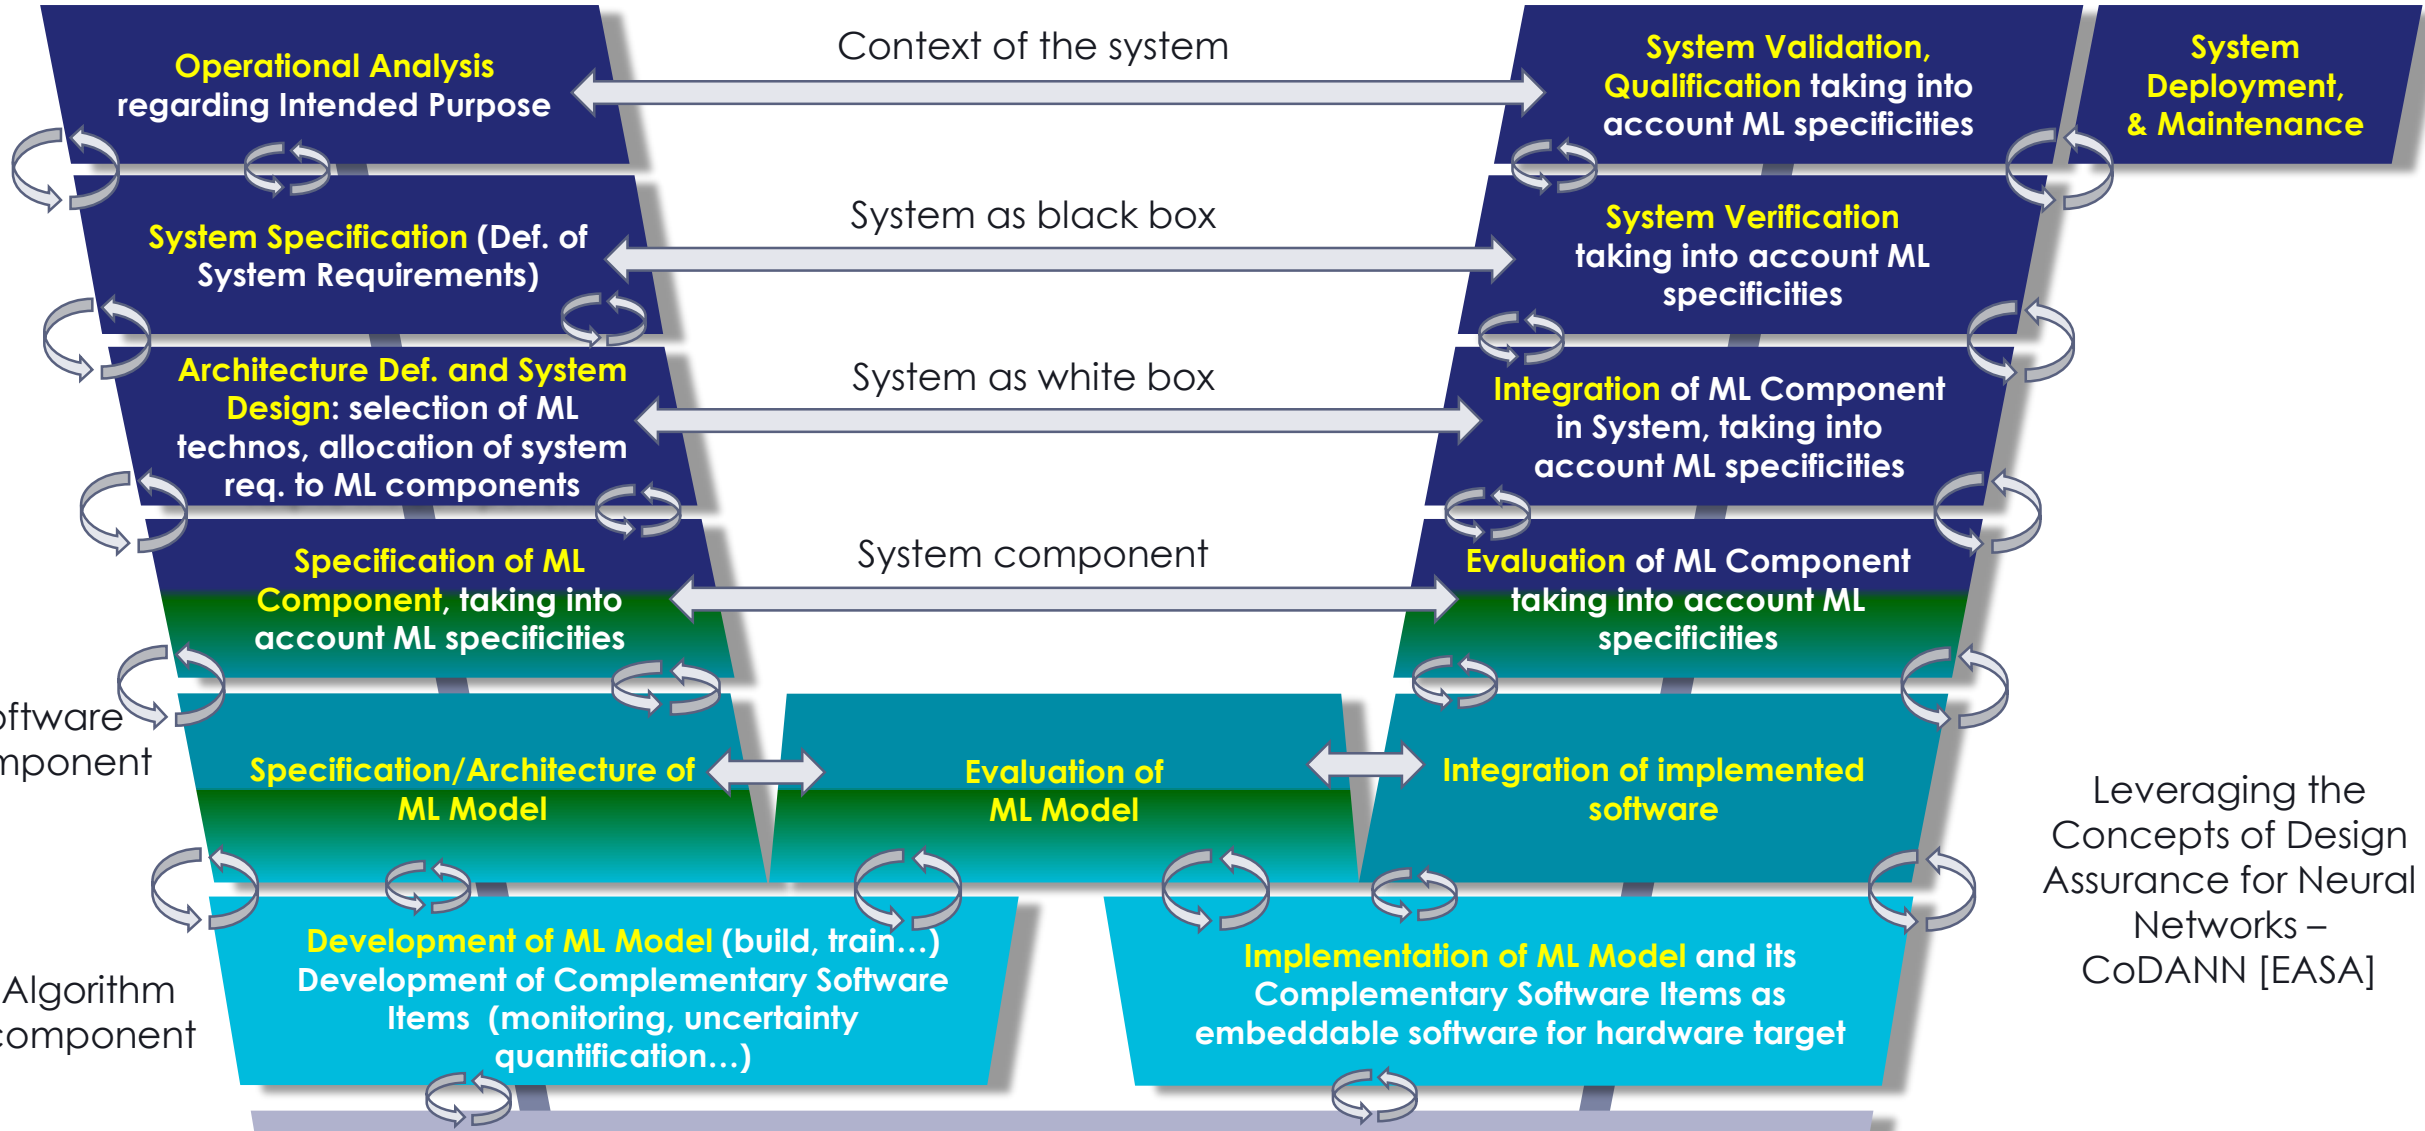 Operational Analysis
regarding Intended Purpose
Context of the system
System Validation,
Qualification taking into
account ML specificities
System
Deployment,
& Maintenance
System Specification (Def. of
System Requirements)
System as black box
System Verification
taking into account ML
specificities
Architecture Def. and System
Design: selection of ML
technos, allocation of system
req. to ML components
System as white box
Integration of ML Component
in System, taking into
account ML specificities
Specification of ML
Component, taking into
account ML specificities
System component
Evaluation of ML Component
taking into account ML
specificities
oftware
mponent
Specification/Architecture of
ML Model
Evaluation of
ML Model
Integration of implemented
software
Leveraging the
Concepts of Design
Assurance for Neural
Networks –
CoDANN [EASA]
Algorithm
component
Development of ML Model (build, train...)
Development of Complementary Software
Items (monitoring, uncertainty
quantification...)
Implementation of ML Model and its
Complementary Software Items as
embeddable software for hardware target